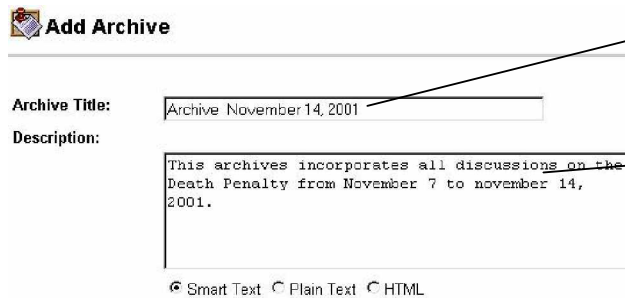 Add Archive
Archive Title:
Archive November 14, 2001
Description:
This archives incorporates all discussions on the
Death Penalty from November 7 to november 14,
2001.
Smart Text Plain Text HTML